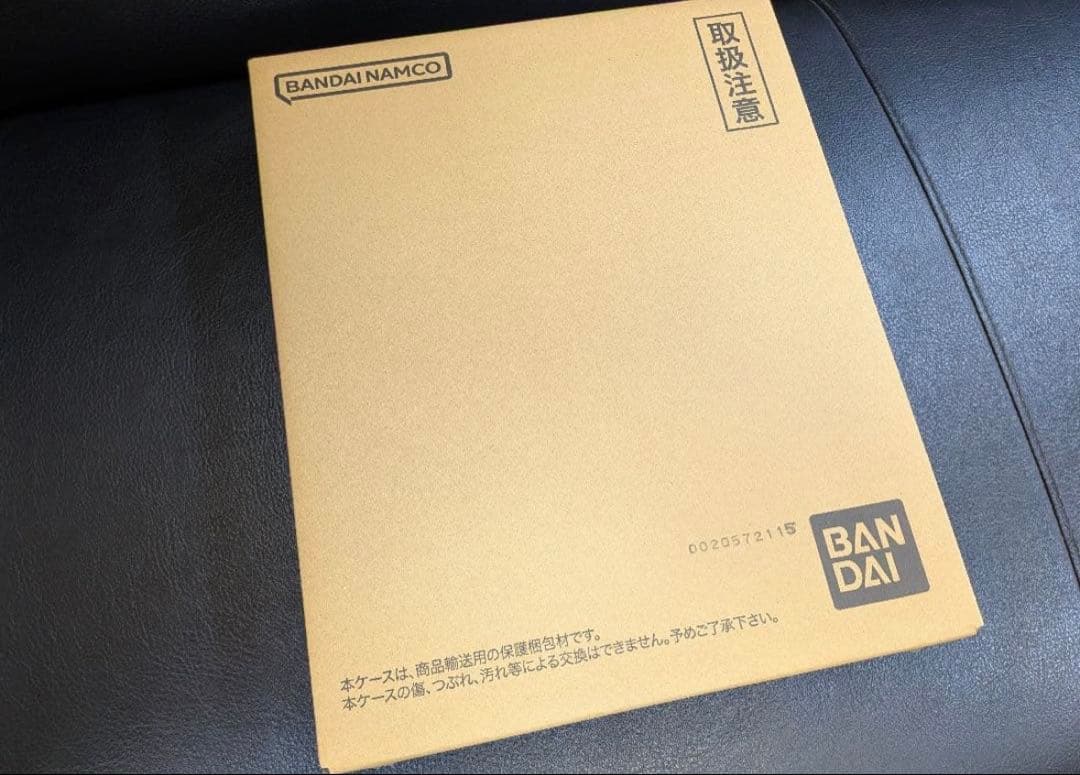 BANDAI NAMCO
取扱注意
0020572115
BAN
DAI
本ケースは、商品輸送用の保護梱包材です。
本ケースの傷、つぶれ、汚れ等による交換はできません。予めご了承下さい。